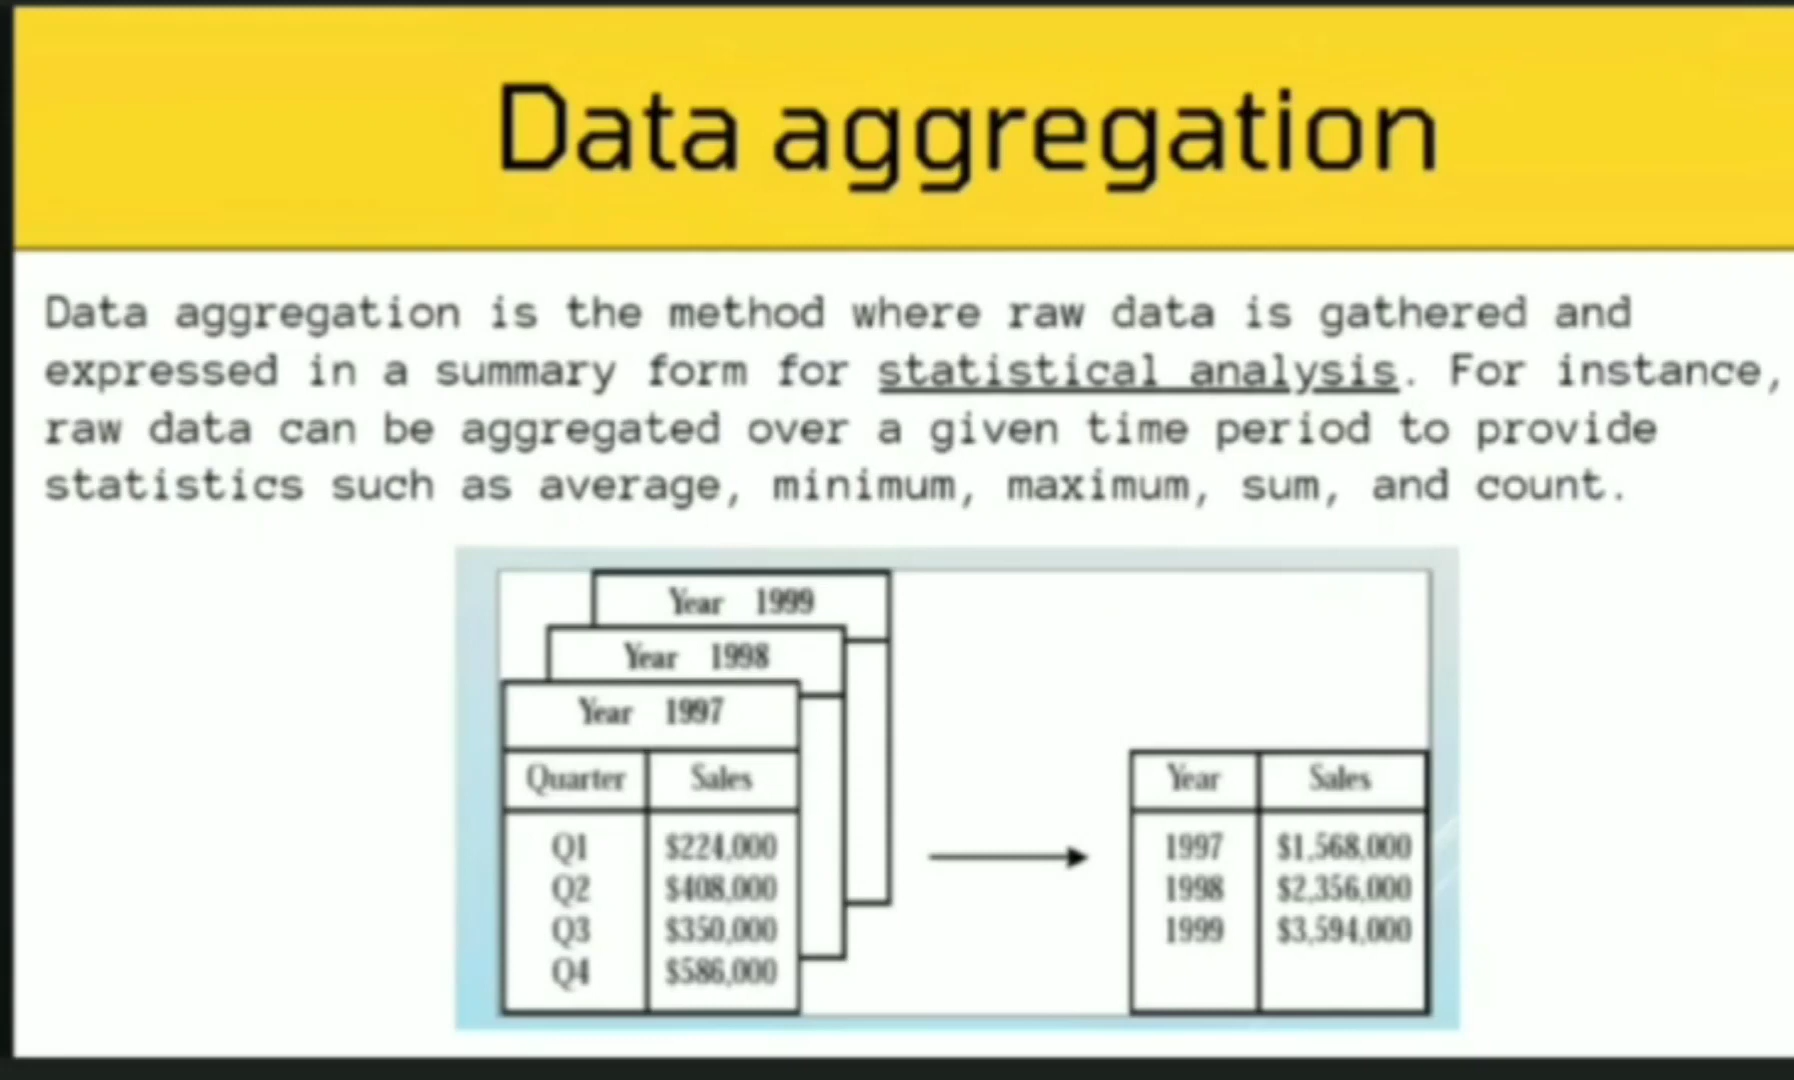 Data aggregation
Data aggregation is the method where raw data is gathered and
expressed in a summary form for statistical analysis. For instance,
raw data can be aggregated over a given time period to provide
statistics such as average, minimum, maximum, sum, and count.
Year 1999
Year 1998
Year 1997
Quarter Sales
Q1 $224,000
Q2 $408,000
Q3 $350,000
Q4 $586,000
Year Sales
1997 $1,568,000
1998 $2,356,000
1999 $3,594,000